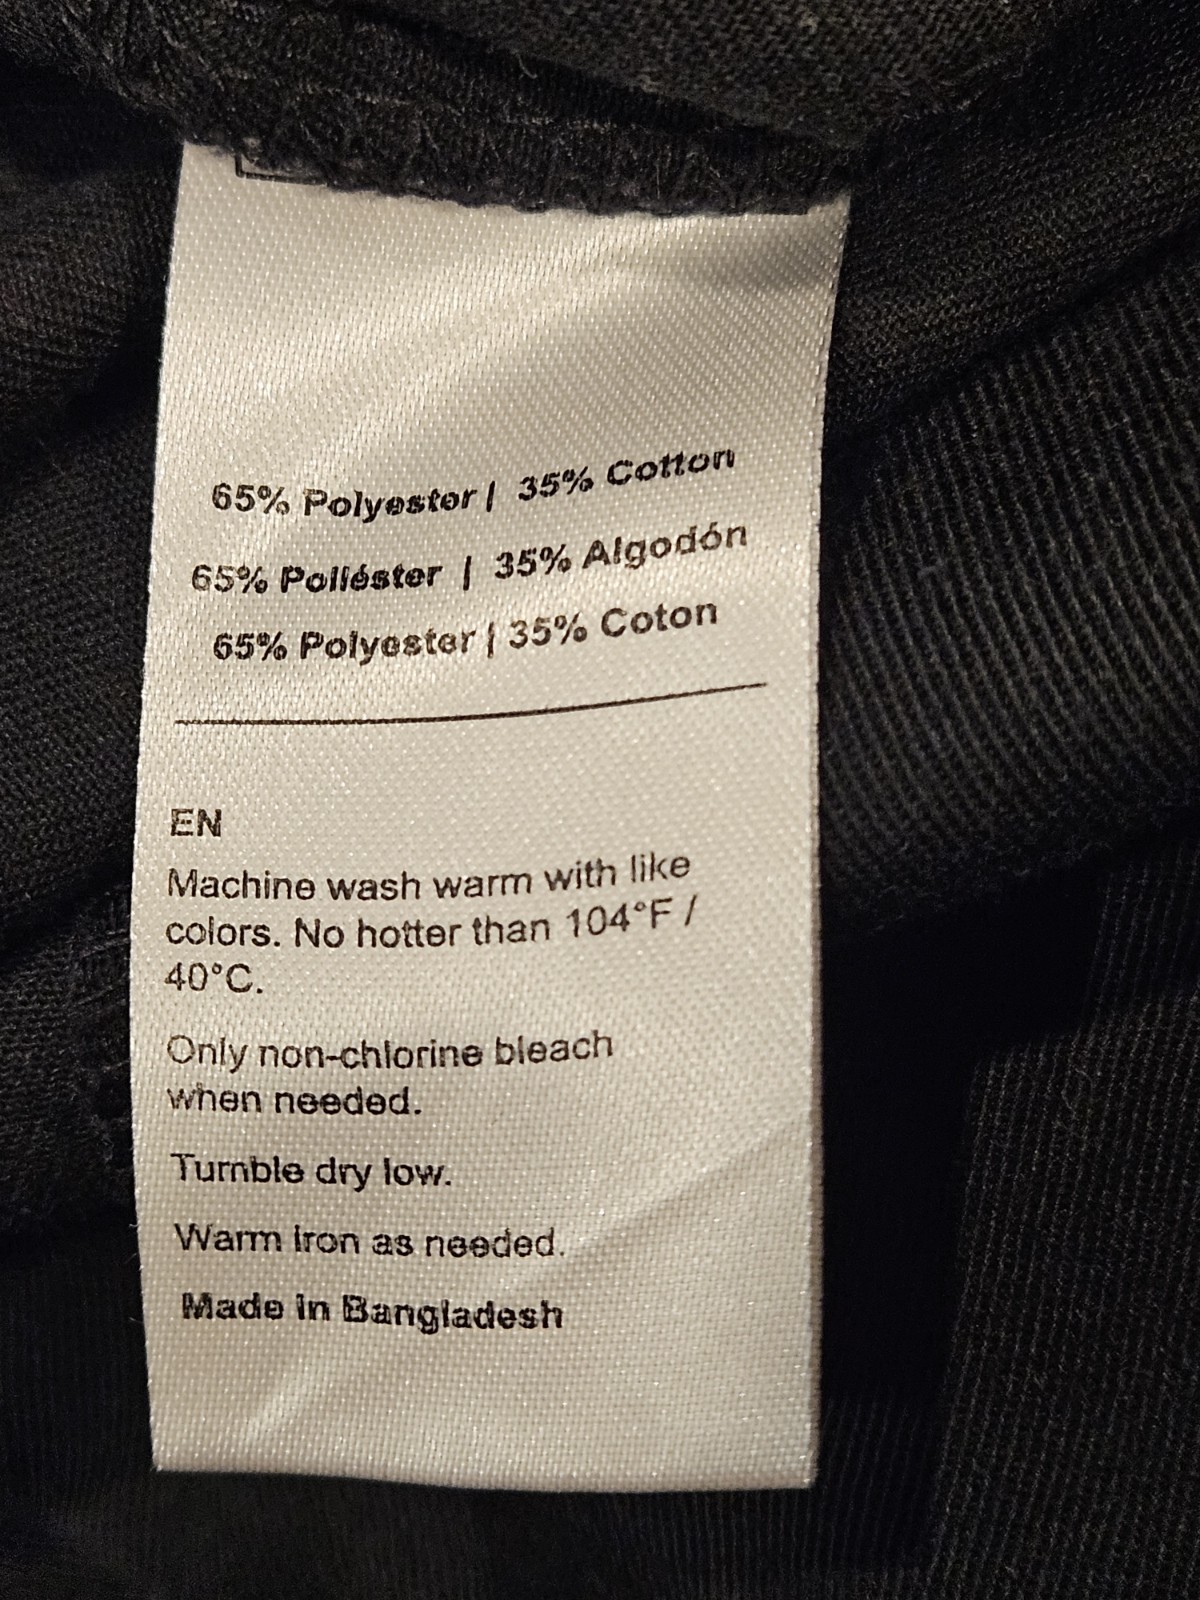 65% Polyester | 35% Cotton
65% Poliéster | 35% Algodón
65% Polyester | 35% Coton
EN
Machine wash warm with like
colors. No hotter than 104°F /
40°C.
Only non-chlorine bleach
when needed.
Tumble dry low.
Warm iron as needed.
Made in Bangladesh